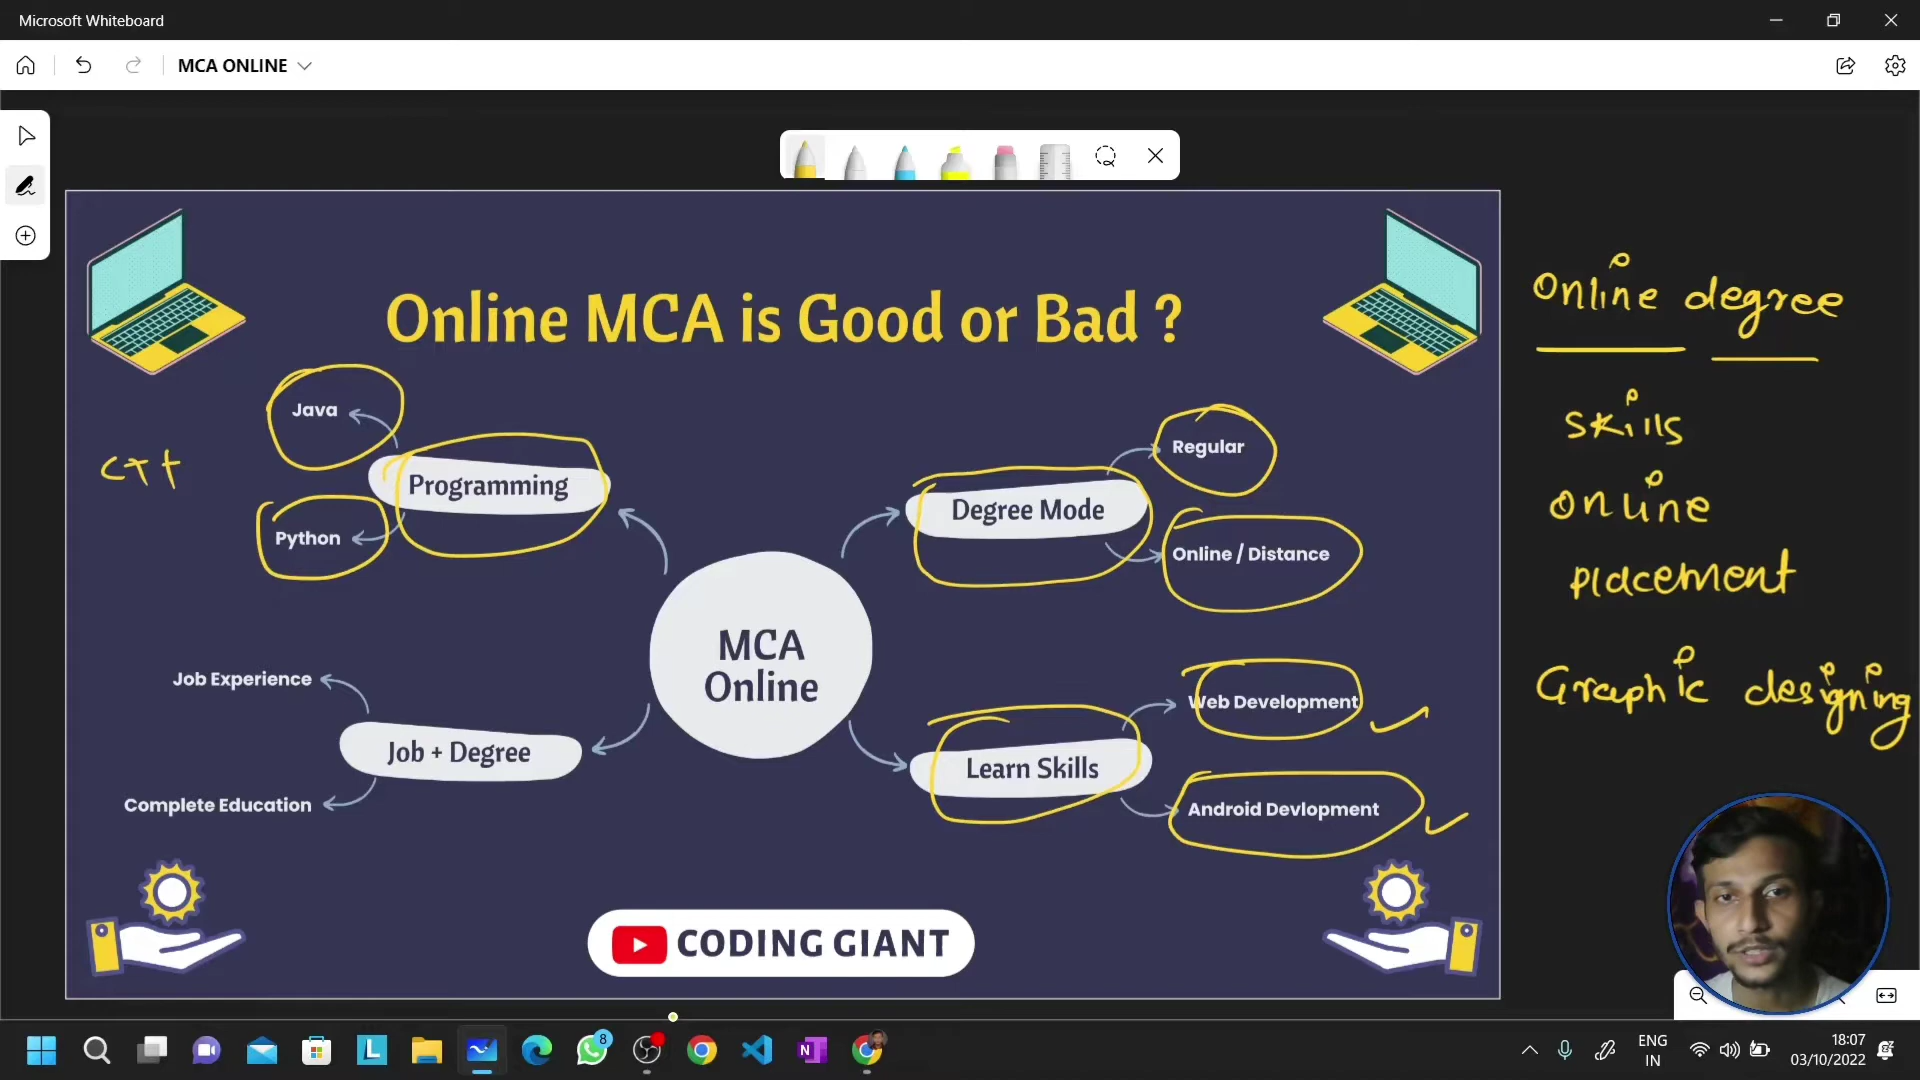 Microsoft Whiteboard
MCA ONLINE
Online MCA is Good or Bad ?
Online degree
Java
Skills
C++
Programming
Regular
Degree Mode
Online
Python
Online / Distance
Placement
MCA
Online
Job Experience
Web Development
Graphic designing
Job + Degree
Learn Skills
Complete Education
Android Devlopment
CODING GIANT
8
ENG
IN
18:07
03/10/2022